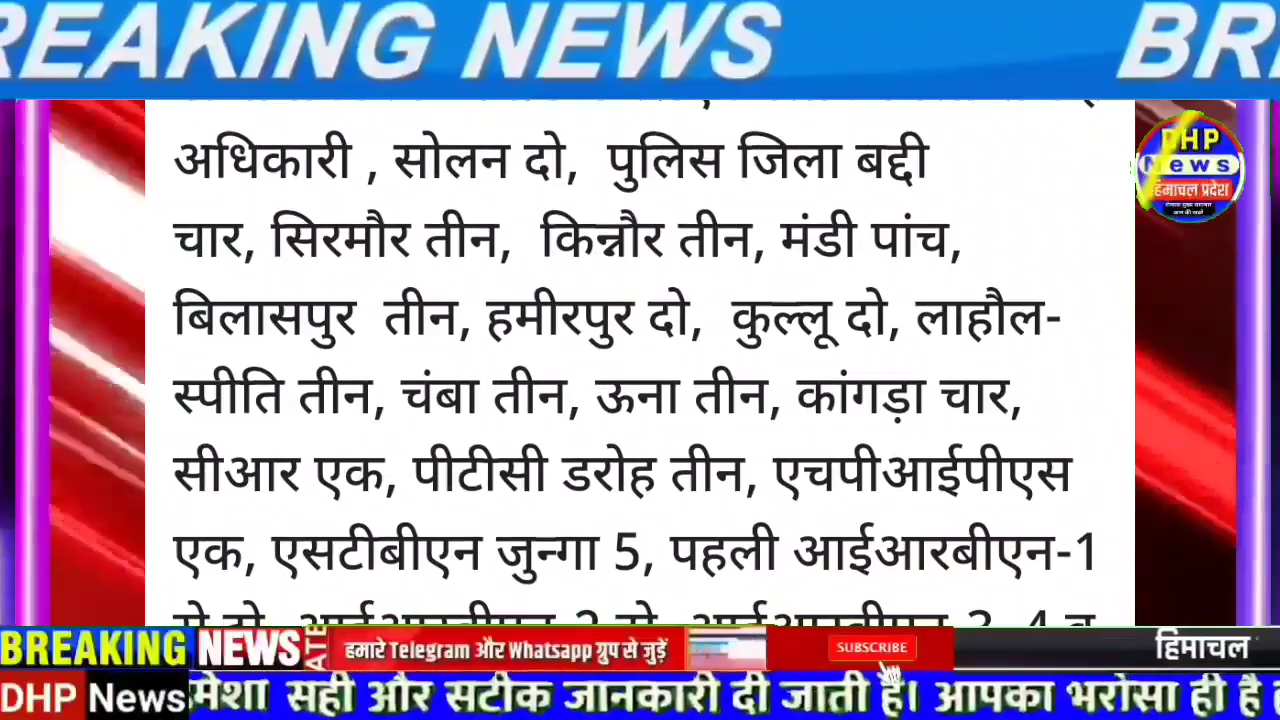 REAKING NEWS BR
अधिकारी , सोलन दो, पुलिस जिला बद्दी
चार, सिरमौर तीन, किन्नौर तीन, मंडी पांच,
बिलासपुर तीन, हमीरपुर दो, कुल्लू दो, लाहौल-
स्पीति तीन, चंबा तीन, ऊना तीन, कांगड़ा चार,
सीआर एक, पीटीसी डरोह तीन, एचपीआईपीएस
एक, एसटीबीएन जुन्गा 5, पहली आईआरबीएन-1
DHP
News
हिमाचल प्रदेश
BREAKING NEWS हमारे Telegram और Whatsapp ग्रुप से जुड़ें SUBSCRIBE हिमाचल
DHP News मेशा सही और सटीक जानकारी दी जाती है। आपका भरोसा ही है